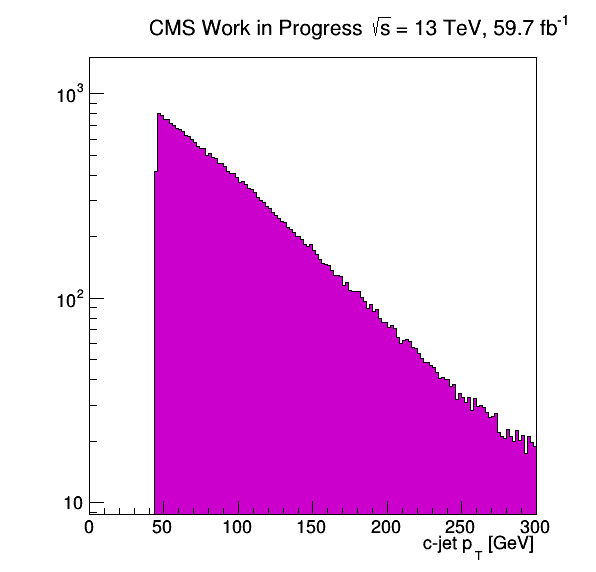 CMS Work in Progress √s = 13 TeV, 59.7 fb⁻¹
10³
10²
10
0 50 100 150 200 250 300
c-jet p_T [GeV]